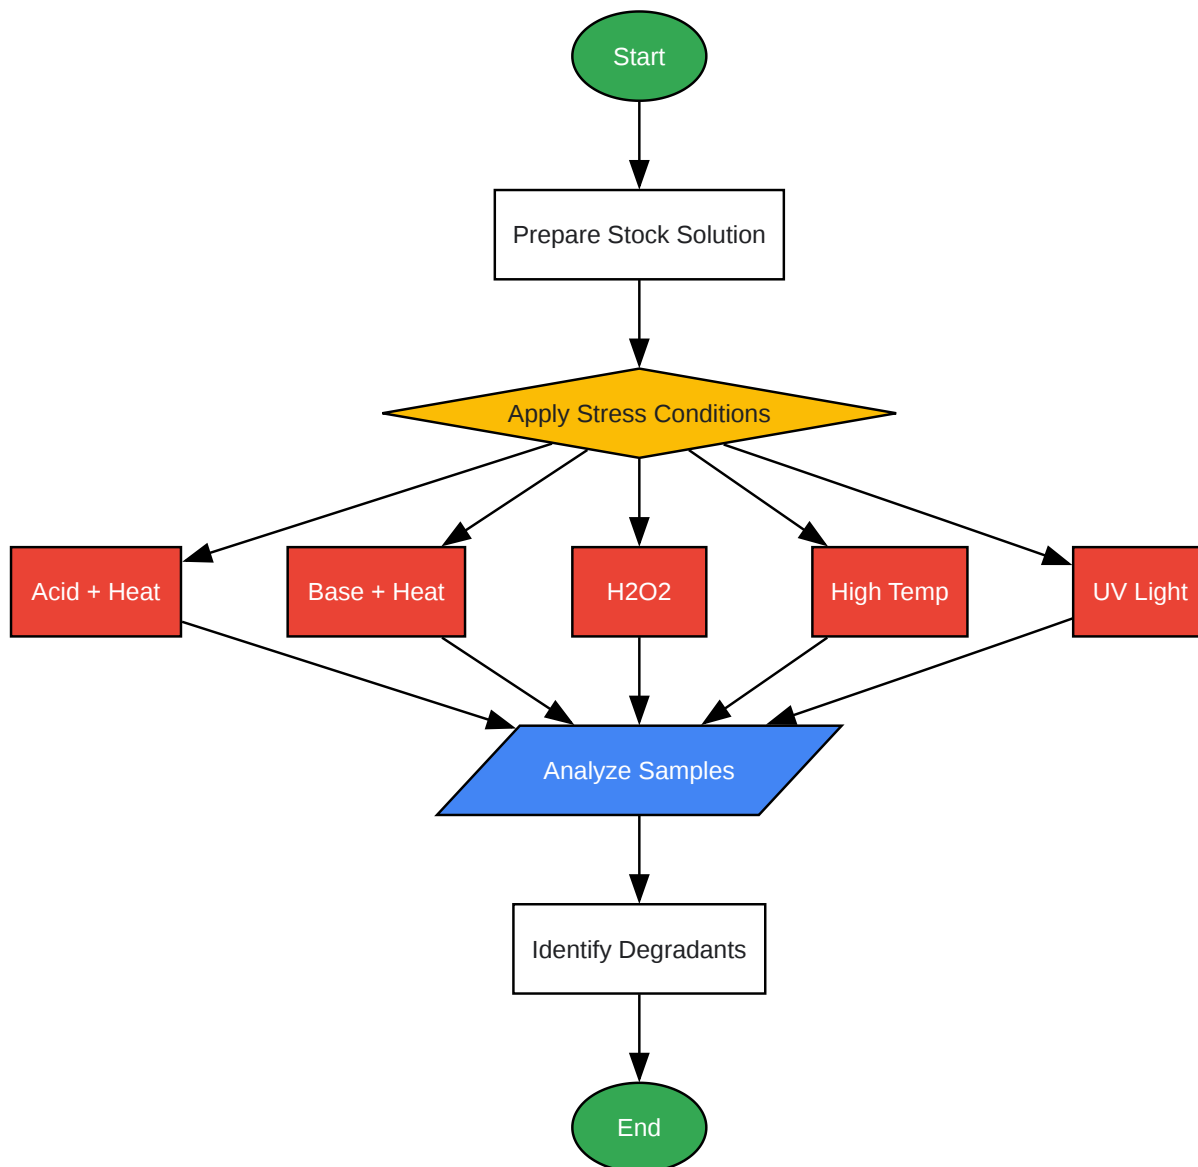 Start
Prepare Stock Solution
Apply Stress Conditions
Acid + Heat
Base + Heat
H2O2
High Temp
UV Light
Analyze Samples
Identify Degradants
End